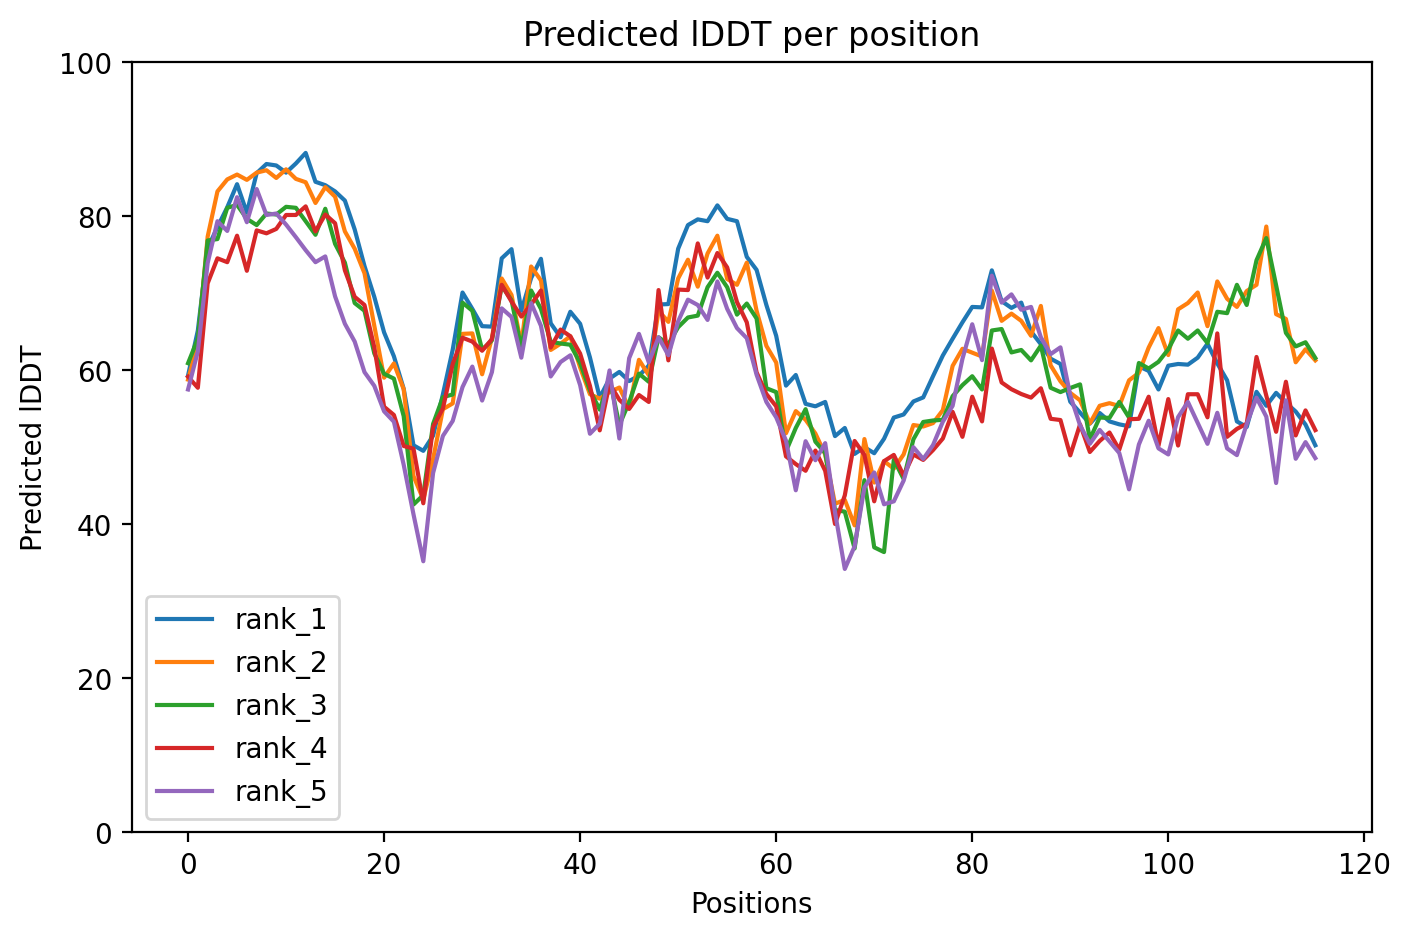 Predicted lDDT per position
100
80
60
40
20
0
Predicted lDDT
rank_1
rank_2
rank_3
rank_4
rank_5
0 20 40 60 80 100 120
Positions